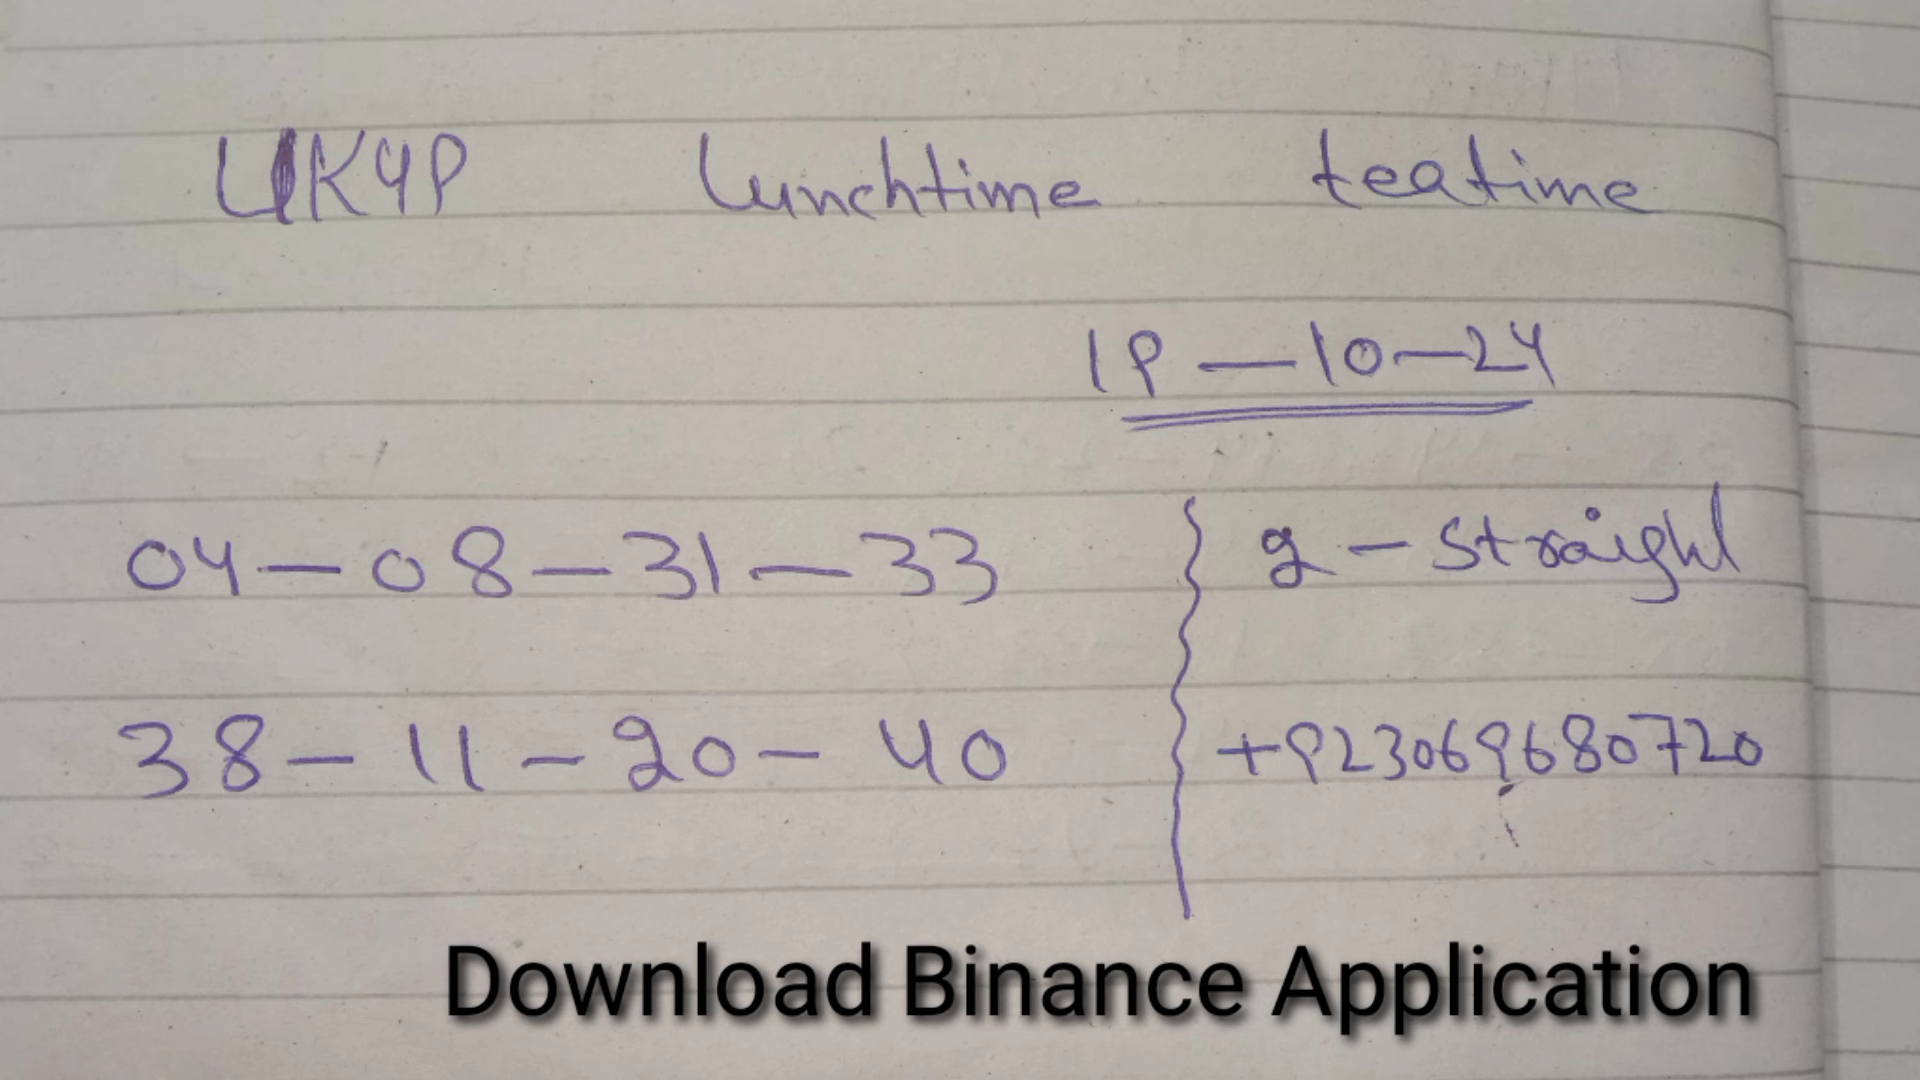 UK49 lunchtime teatime
19-10-24
04-08-31-33 2-straight
38-11-20-40 +923069680720
Download Binance Application